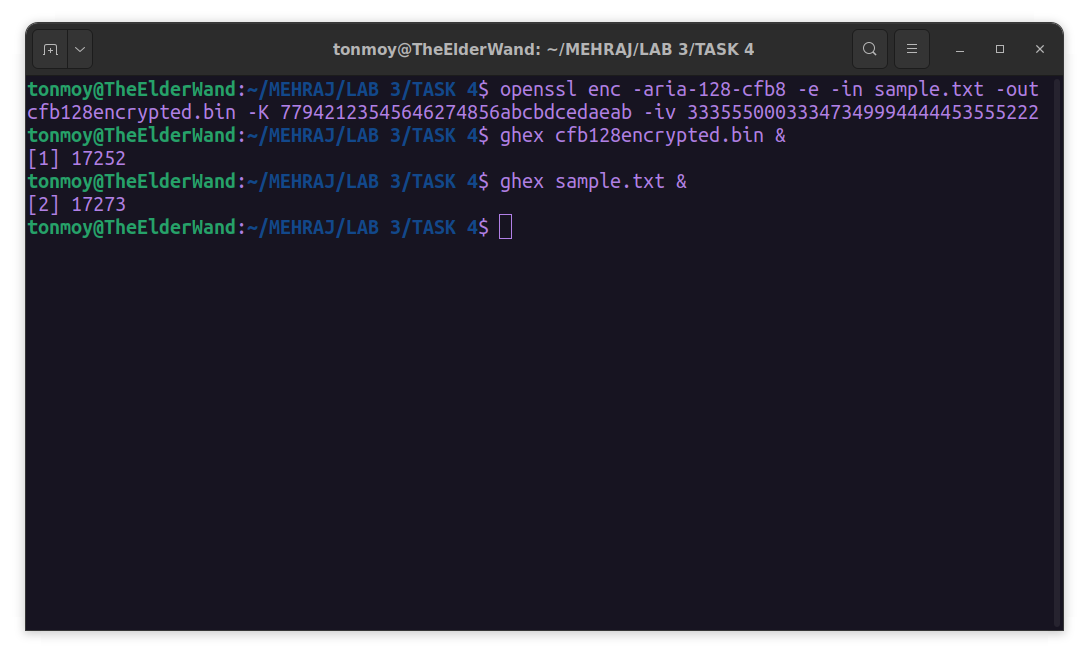 tonmoy@TheElderWand: ~/MEHRAJ/LAB 3/TASK 4
tonmoy@TheElderWand:~/MEHRAJ/LAB 3/TASK 4$ openssl enc -aria-128-cfb8 -e -in sample.txt -out
cfb128encrypted.bin -K 77942123545646274856abcbdcedaeab -iv 33355500033347349994444453555222
tonmoy@TheElderWand:~/MEHRAJ/LAB 3/TASK 4$ ghex cfb128encrypted.bin &
[1] 17252
tonmoy@TheElderWand:~/MEHRAJ/LAB 3/TASK 4$ ghex sample.txt &
[2] 17273
tonmoy@TheElderWand:~/MEHRAJ/LAB 3/TASK 4$